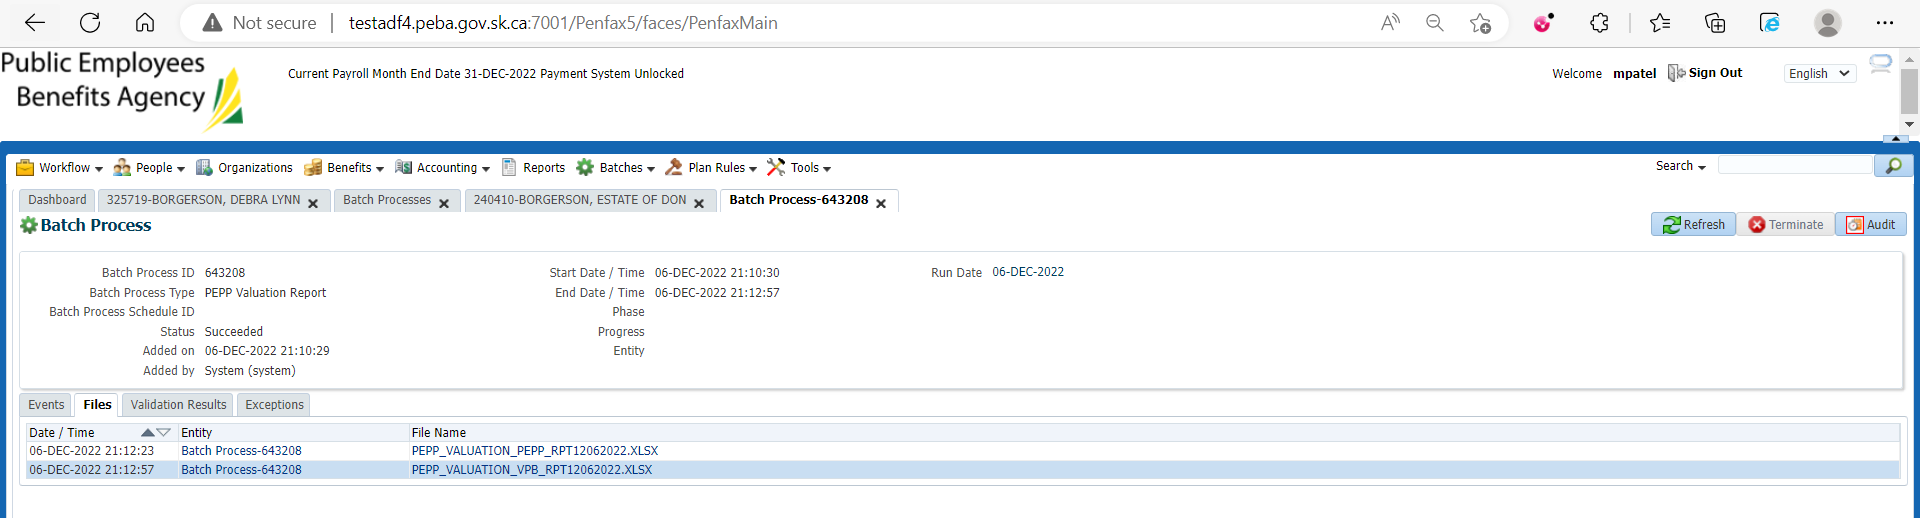 Not secure testadf4.peba.gov.sk.ca:7001/Penfax5/faces/PenfaxMain
Public Employees
Benefits Agency
Current Payroll Month End Date 31-DEC-2022 Payment System Unlocked
Welcome mpatel Sign Out English
Workflow People Organizations Benefits Accounting Reports Batches Plan Rules Tools Search
Dashboard 325719-BORGERSON, DEBRA LYNN Batch Processes 240410-BORGERSON, ESTATE OF DON Batch Process-643208
Batch Process Refresh Terminate Audit
Batch Process ID 643208 Start Date / Time 06-DEC-2022 21:10:30 Run Date 06-DEC-2022
Batch Process Type PEPP Valuation Report End Date / Time 06-DEC-2022 21:12:57
Batch Process Schedule ID Phase
Status Succeeded Progress
Added on 06-DEC-2022 21:10:29 Entity
Added by System (system)
Events Files Validation Results Exceptions
Date / Time Entity File Name
06-DEC-2022 21:12:23 Batch Process-643208 PEPP_VALUATION_PEPP_RPT12062022.XLSX
06-DEC-2022 21:12:57 Batch Process-643208 PEPP_VALUATION_VPB_RPT12062022.XLSX